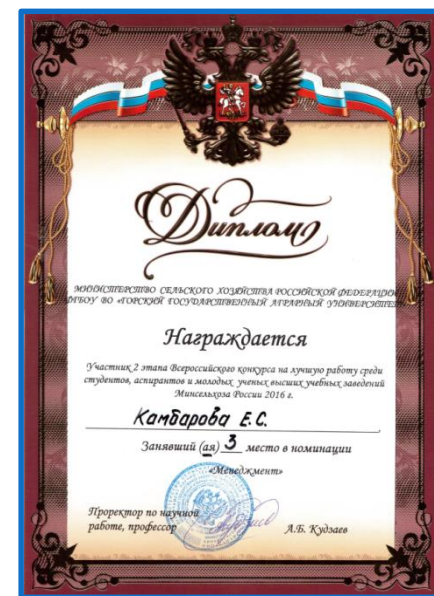 Диплом
МИНИСТЕРСТВО СЕЛЬСКОГО ХОЗЯЙСТВА РОССИЙСКОЙ ФЕДЕРАЦИИ
ФГБОУ ВО «ГОРСКИЙ ГОСУДАРСТВЕННЫЙ АГРАРНЫЙ УНИВЕРСИТЕТ»
Награждается
Участник 2 этапа Всероссийского конкурса на лучшую работу среди
студентов, аспирантов и молодых ученых высших учебных заведений
Минсельхоза России 2016 г.
Камбарова Е.С.
Занявший (ая) 3 место в номинации
«Менеджмент»
Проректор по научной
работе, профессор А.Б. Кудзаев